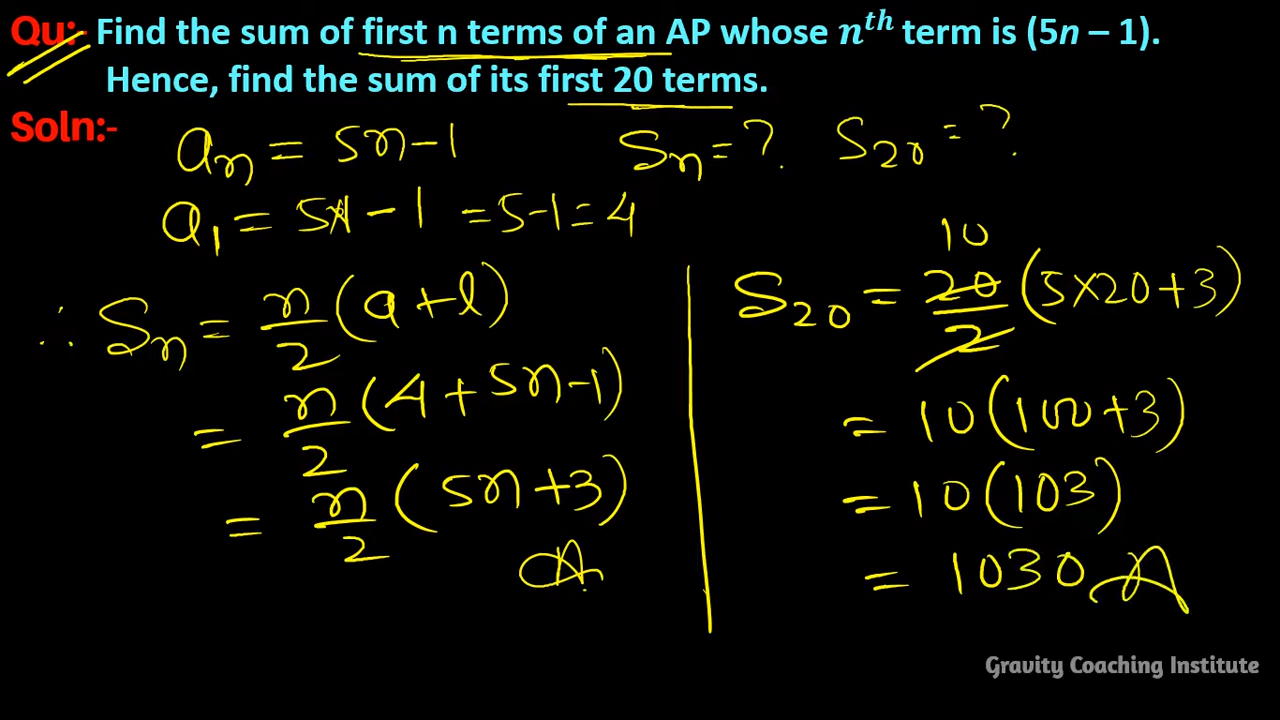 Qu:- Find the sum of first n terms of an AP whose nᵗʰ term is (5n – 1).
Hence, find the sum of its first 20 terms.
Soln:-
aₙ = 5n-1 Sₙ = ? S₂₀ = ?
a₁ = 5×1 - 1 = 5-1 = 4
∴ Sₙ = n/2 (a + l)
= n/2 (4 + 5n-1)
= n/2 (5n+3)
A
10
S₂₀ = 20/2 (5×20+3)
= 10 (100+3)
= 10 (103)
= 1030 A
Gravity Coaching Institute